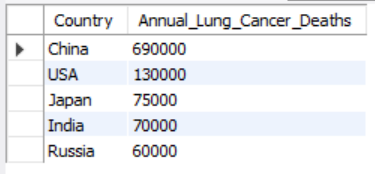 Country Annual_Lung_Cancer_Deaths
China 690000
USA 130000
Japan 75000
India 70000
Russia 60000